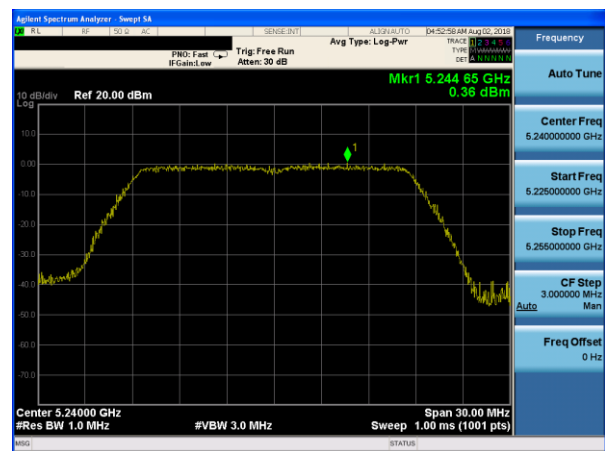 Agilent Spectrum Analyzer - Swept SA
RL RF 50 Ω AC SENSE:INT ALIGNAUTO 04:52:58 AM Aug 02, 2018
Avg Type: Log-Pwr
TRACE 1 2 3 4 5 6
PNO: Fast Trig: Free Run
TYPE
IFGain:Low Atten: 30 dB
DET A N N N N N
Mkr1 5.244 65 GHz
0.36 dBm
10 dB/div Ref 20.00 dBm
Log
1
10.0
0.00
-10.0
-20.0
-30.0
-40.0
-50.0
-60.0
-70.0
Center 5.24000 GHz Span 30.00 MHz
#Res BW 1.0 MHz #VBW 3.0 MHz Sweep 1.00 ms (1001 pts)
MSG STATUS
Frequency
Auto Tune
Center Freq
5.240000000 GHz
Start Freq
5.225000000 GHz
Stop Freq
5.255000000 GHz
CF Step
3.000000 MHz
Auto Man
Freq Offset
0 Hz